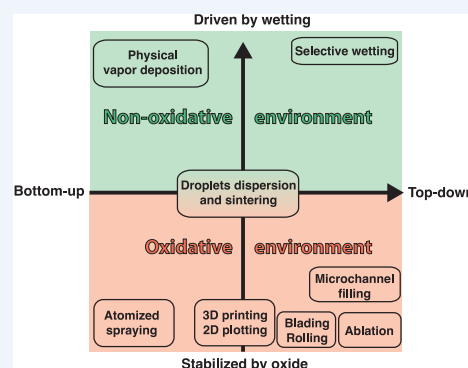 Driven by wetting
Physical
vapor deposition
Selective wetting
Non-oxidative environment
Bottom-up
Droplets dispersion
and sintering
Top-down
Oxidative environment
Microchannel
filling
Atomized
spraying
3D printing
2D plotting
Blading
Rolling
Ablation
Stabilized by oxide